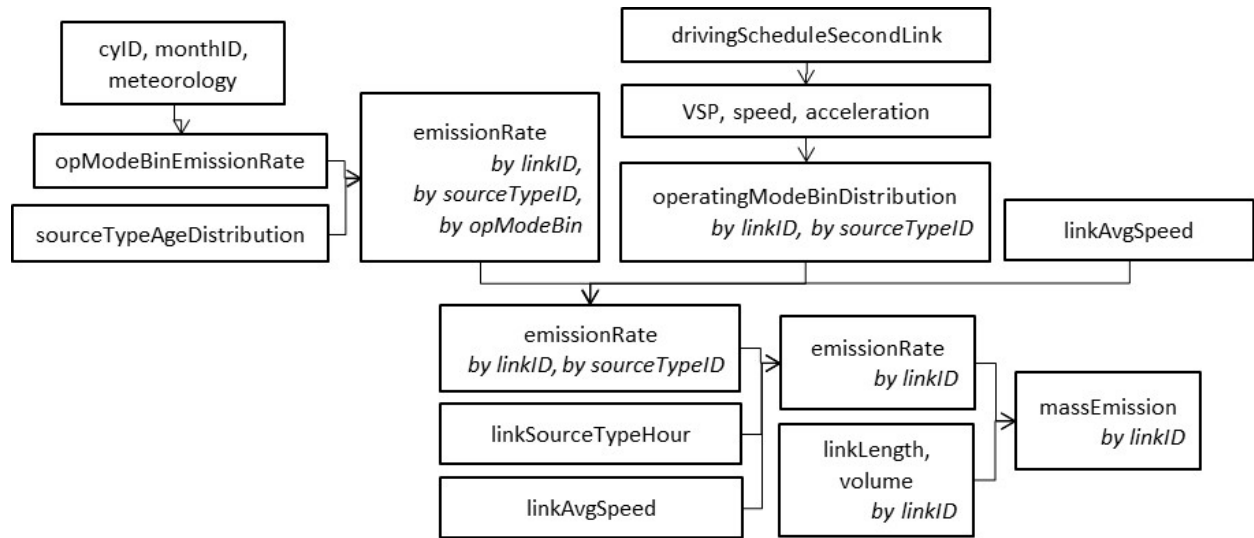 cyID, monthID,
meteorology
opModeBinEmissionRate
sourceTypeAgeDistribution
emissionRate
by linkID,
by sourceTypeID,
by opModeBin
drivingScheduleSecondLink
VSP, speed, acceleration
operatingModeBinDistribution
by linkID, by sourceTypeID
linkAvgSpeed
emissionRate
by linkID, by sourceTypeID
linkSourceTypeHour
linkAvgSpeed
emissionRate
by linkID
linkLength,
volume
by linkID
massEmission
by linkID